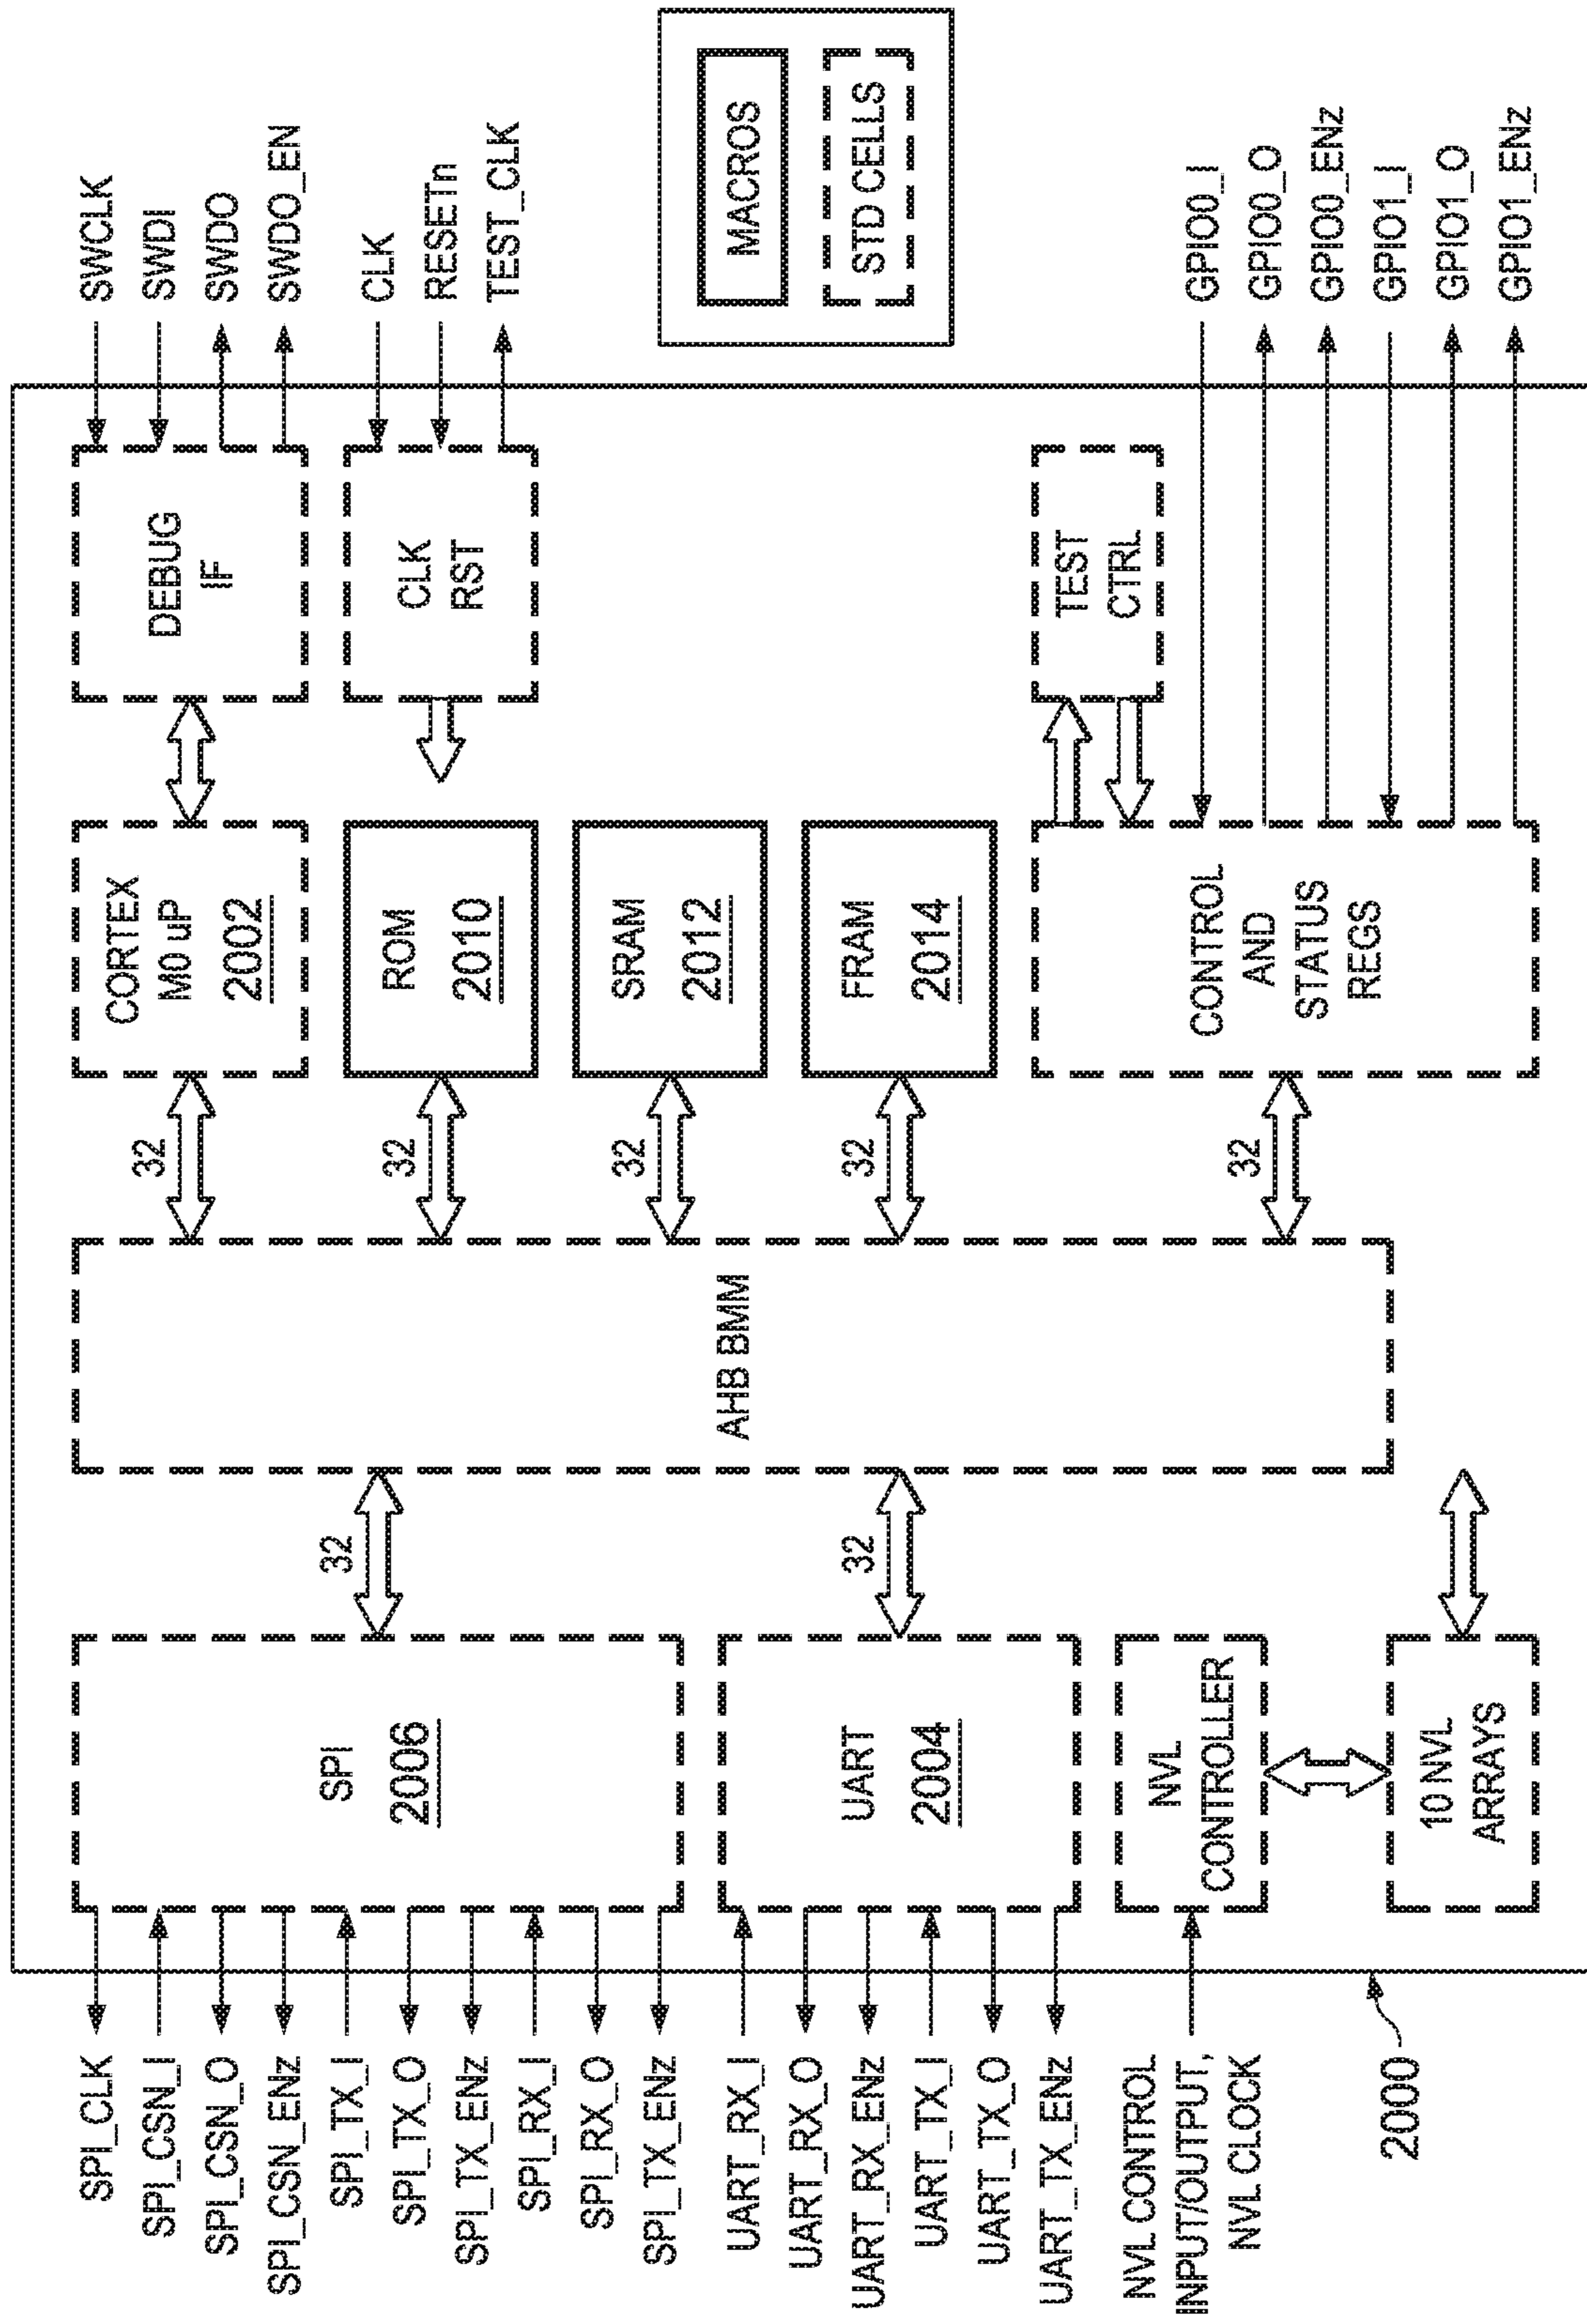 SPI_CLK
SPI_CSN_I
SPI_CSN_O
SPI_CSN_ENz
SPI_TX_I
SPI_TX_O
SPI_TX_ENz
SPI_RX_I
SPI_RX_O
SPI_TX_ENz
UART_RX_I
UART_RX_O
UART_RX_ENz
UART_TX_I
UART_TX_O
UART_TX_ENz
NVL CONTROL
INPUT/OUTPUT,
NVL CLOCK
2000
SPI
2006
UART
2004
NVL
CONTROLLER
10 NVL
ARRAYS
32
32
AHB BMM
32
32
32
32
32
CORTEX
M0 uP
2002
ROM
2010
SRAM
2012
FRAM
2014
CONTROL
AND
STATUS
REGS
DEBUG
IF
CLK
RST
TEST
CTRL
SWCLK
SWDI
SWDO
SWDO_EN
CLK
RESETn
TEST_CLK
MACROS
STD CELLS
GPIO0_I
GPIO0_O
GPIO0_ENz
GPIO1_I
GPIO1_O
GPIO1_ENz